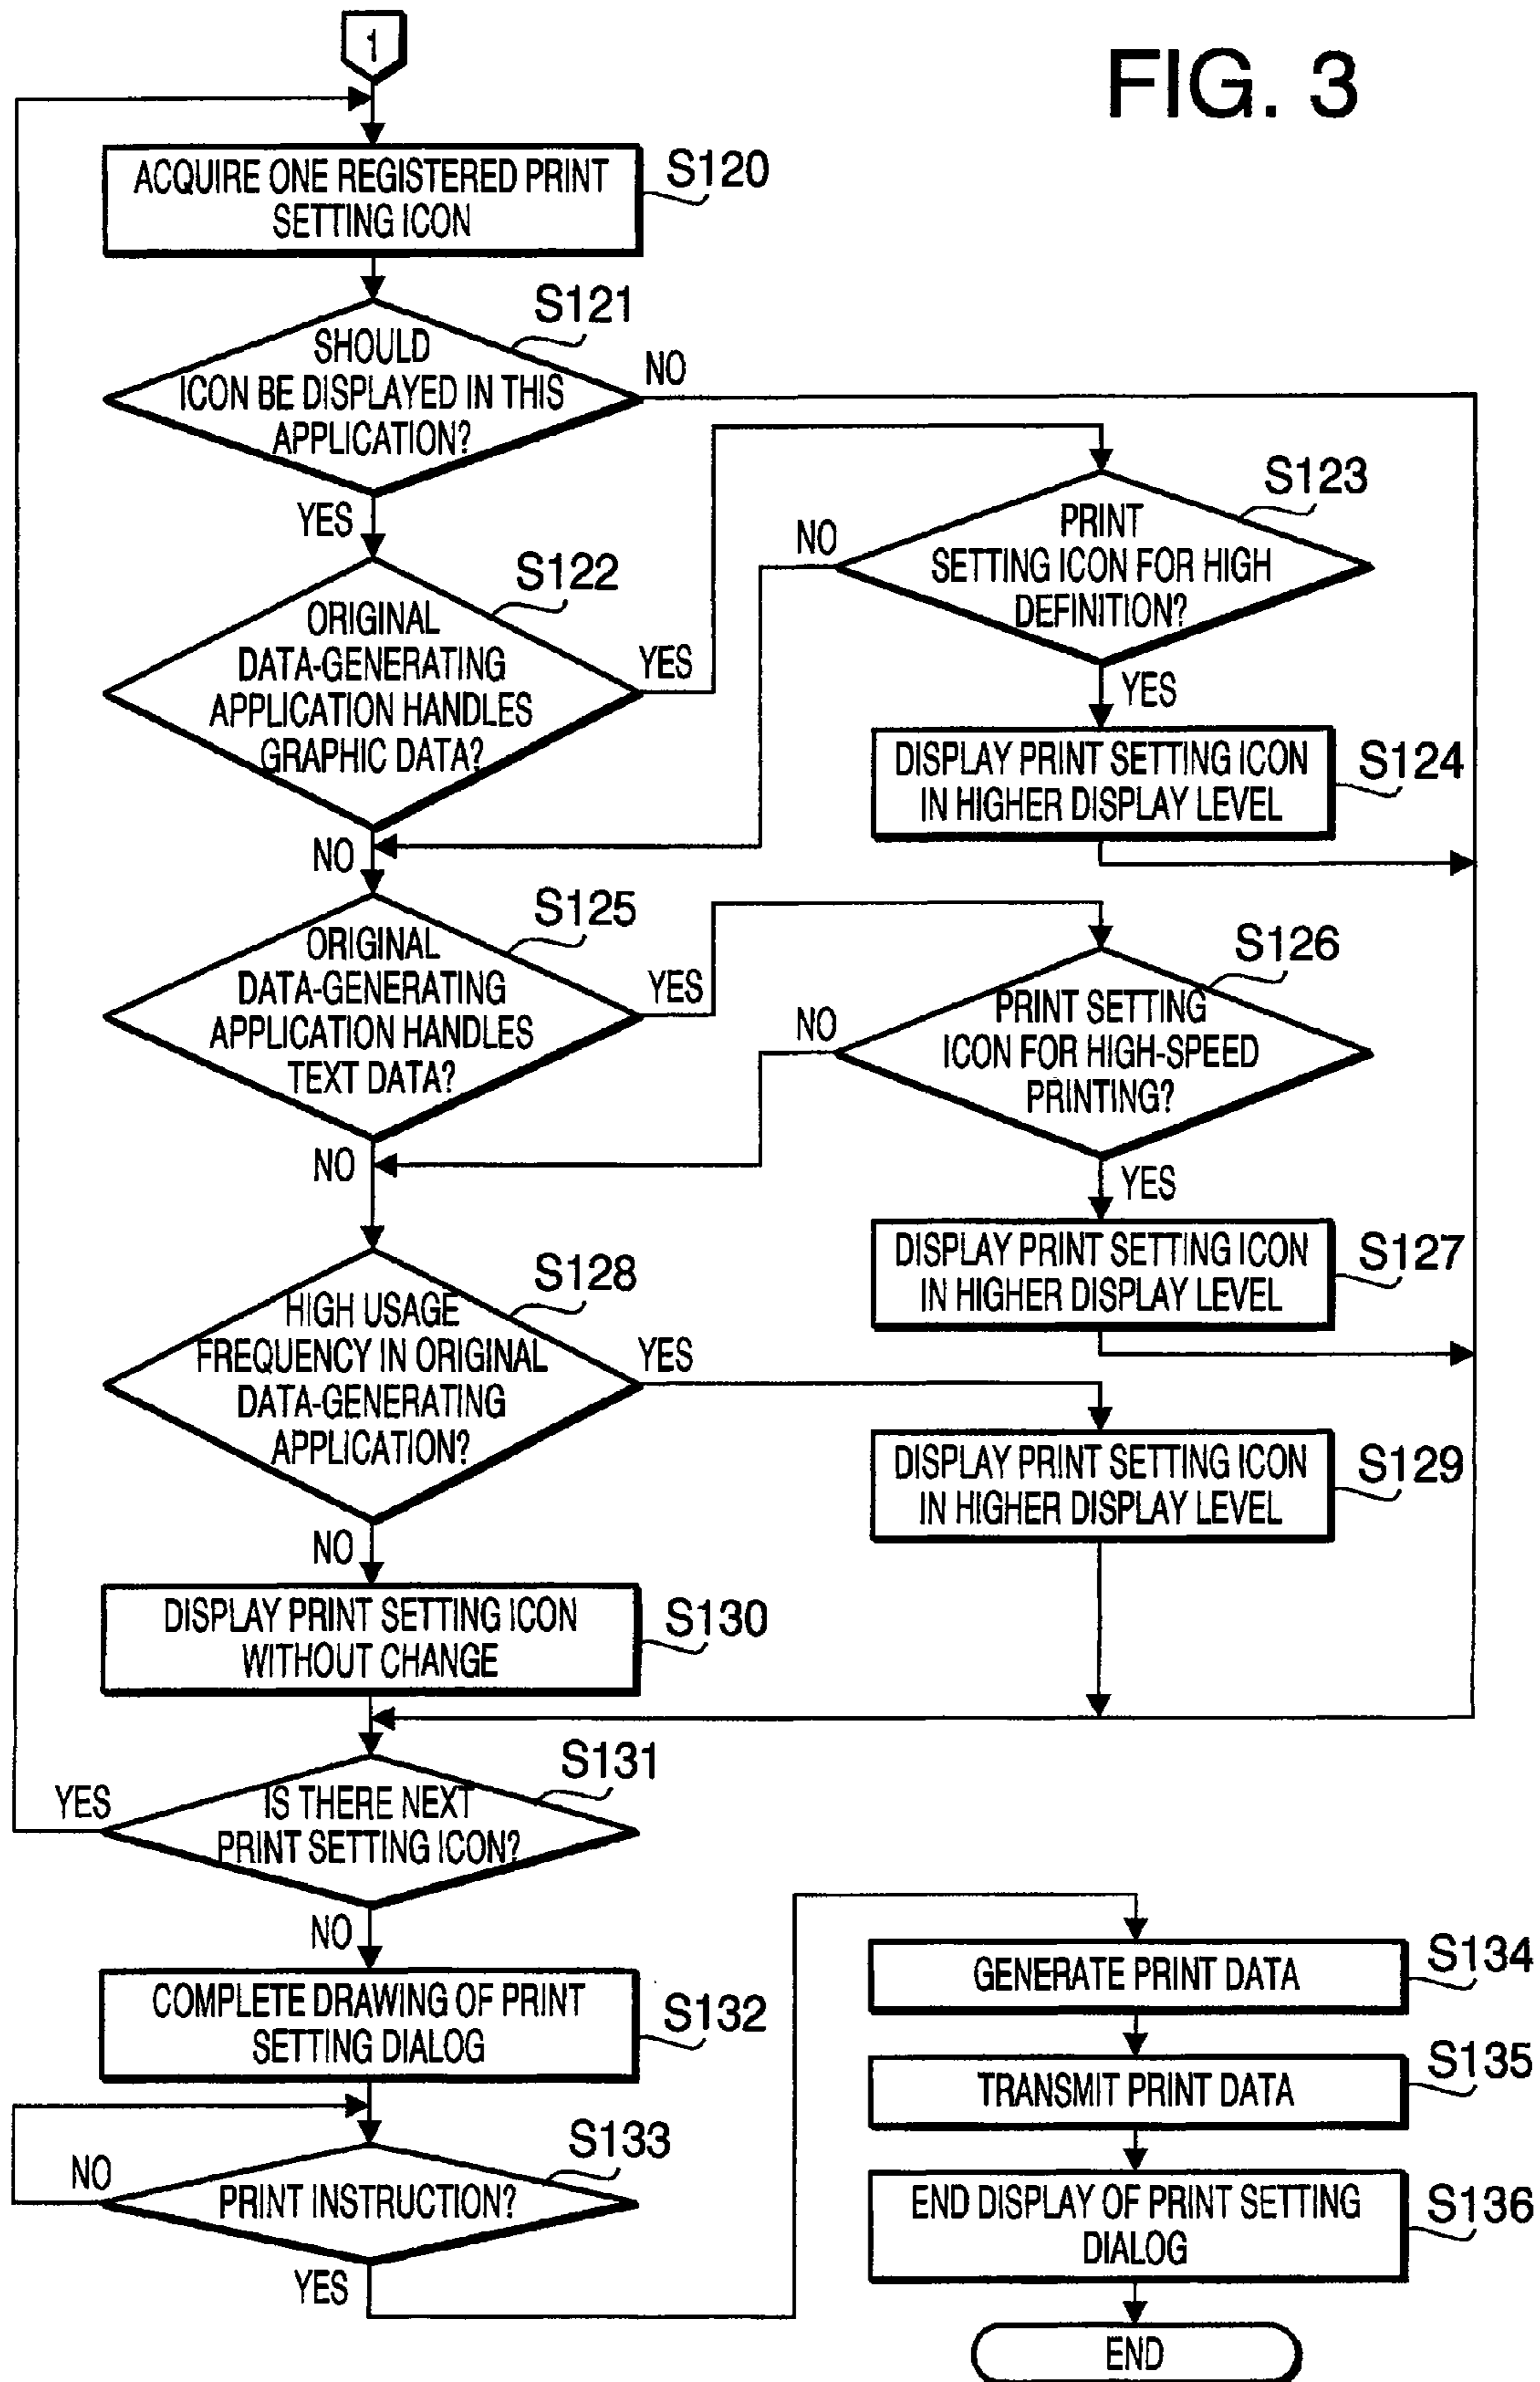 1
FIG. 3
ACQUIRE ONE REGISTERED PRINT
SETTING ICON
S120
SHOULD
ICON BE DISPLAYED IN THIS
APPLICATION?
S121
NO
YES
ORIGINAL
DATA-GENERATING
APPLICATION HANDLES
GRAPHIC DATA?
S122
YES
NO
PRINT
SETTING ICON FOR HIGH
DEFINITION?
S123
NO
YES
DISPLAY PRINT SETTING ICON
IN HIGHER DISPLAY LEVEL
S124
ORIGINAL
DATA-GENERATING
APPLICATION HANDLES
TEXT DATA?
S125
YES
NO
PRINT SETTING
ICON FOR HIGH-SPEED
PRINTING?
S126
NO
YES
DISPLAY PRINT SETTING ICON
IN HIGHER DISPLAY LEVEL
S127
HIGH USAGE
FREQUENCY IN ORIGINAL
DATA-GENERATING
APPLICATION?
S128
YES
NO
DISPLAY PRINT SETTING ICON
IN HIGHER DISPLAY LEVEL
S129
DISPLAY PRINT SETTING ICON
WITHOUT CHANGE
S130
IS THERE NEXT
PRINT SETTING ICON?
S131
YES
NO
COMPLETE DRAWING OF PRINT
SETTING DIALOG
S132
PRINT INSTRUCTION?
S133
NO
YES
GENERATE PRINT DATA
S134
TRANSMIT PRINT DATA
S135
END DISPLAY OF PRINT SETTING
DIALOG
S136
END